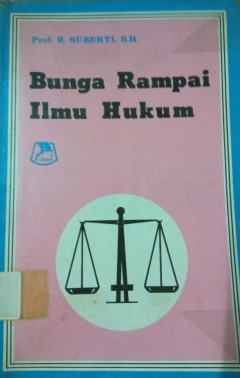 Prof. R. SUBEKTI, S.H.
Bunga Rampai
Ilmu Hukum